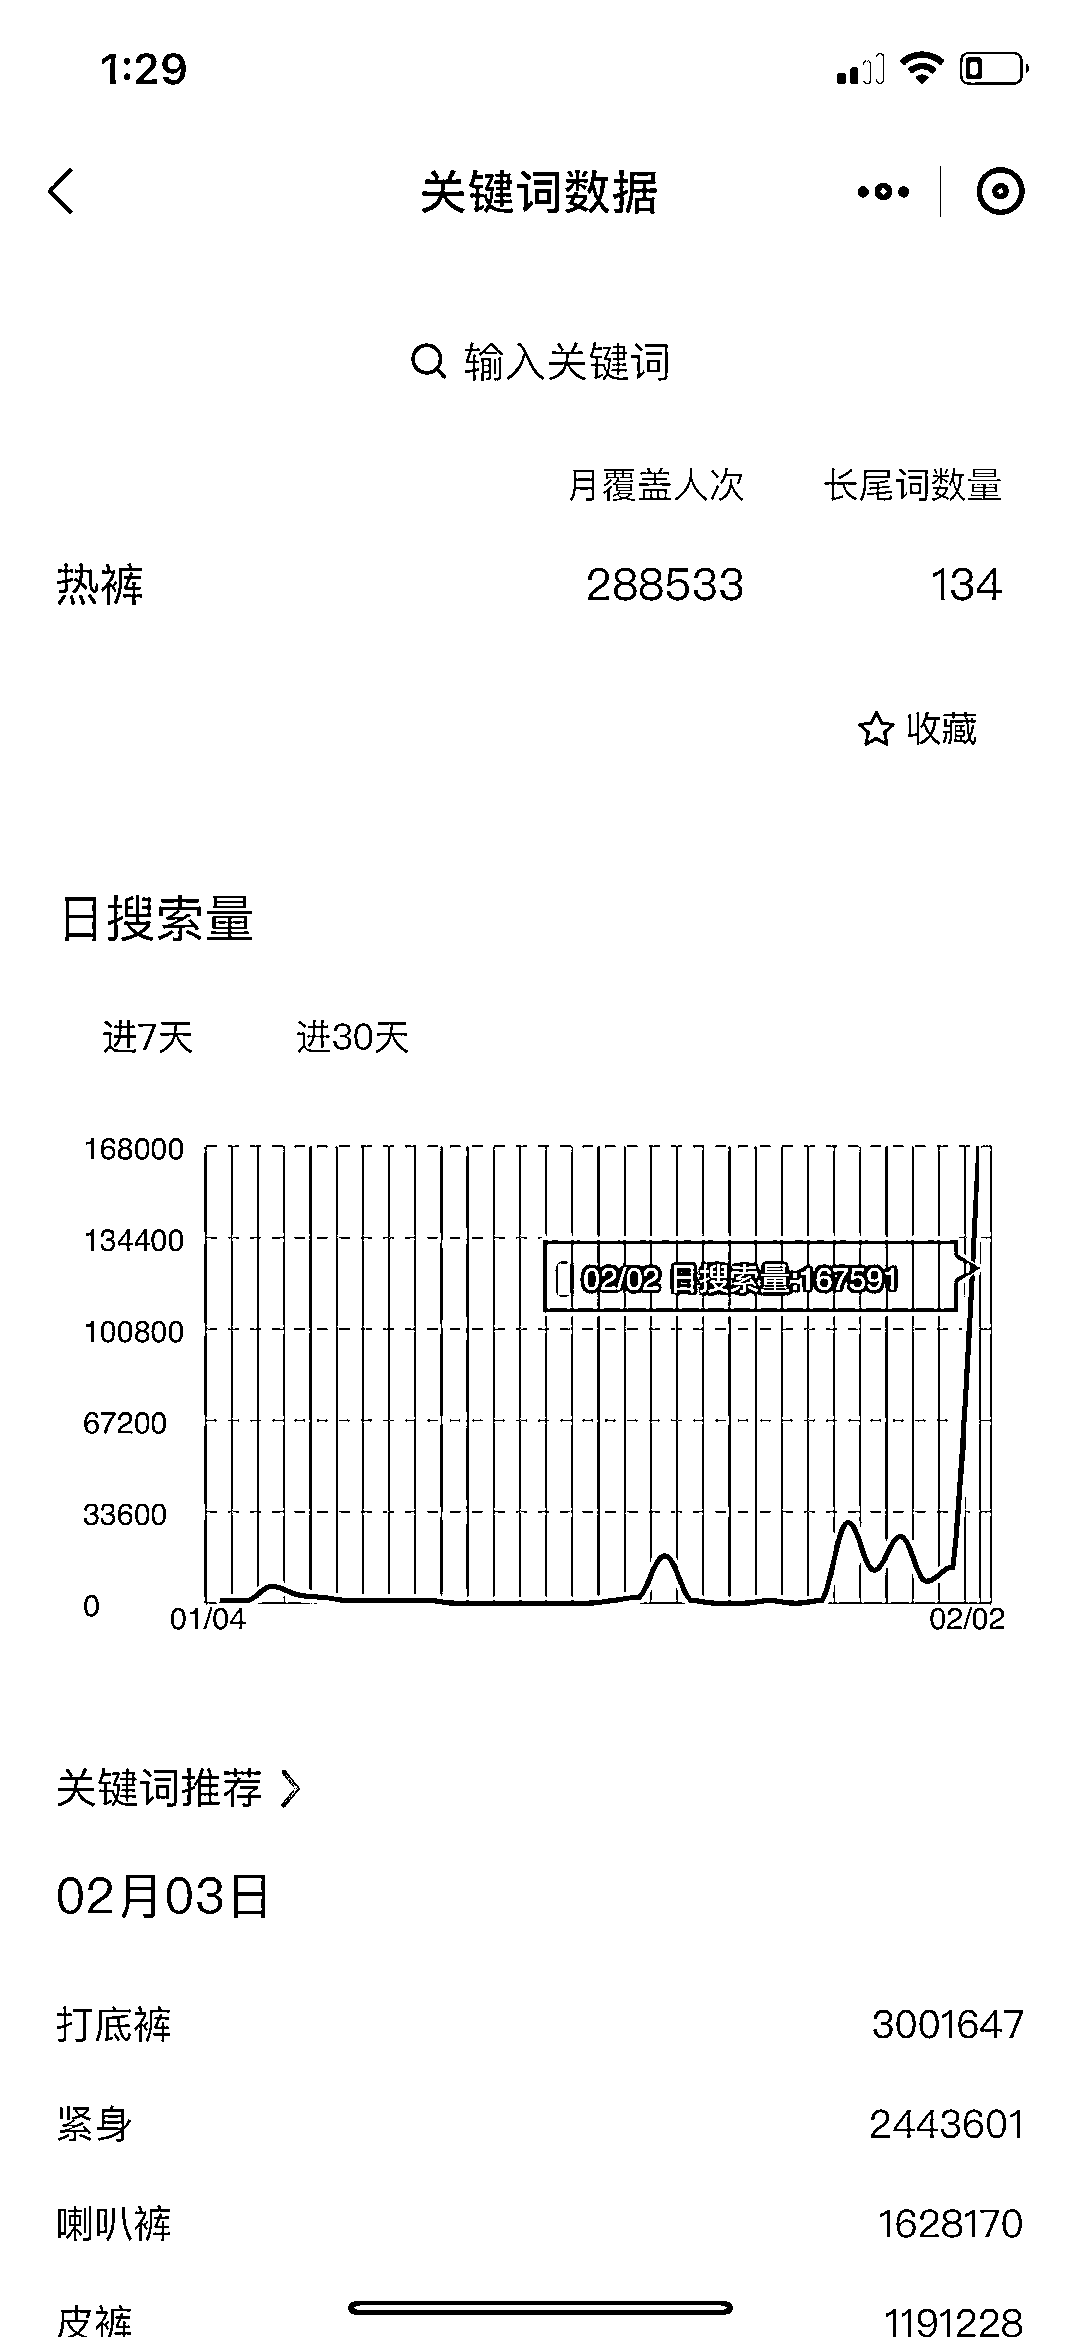 1:29
关键词数据
输入关键词
月覆盖人次 长尾词数量
热裤 288533 134
收藏
日搜索量
进7天 进30天
168000
134400
02/02 日搜索量:167591
100800
67200
33600
0
01/04 02/02
关键词推荐
02月03日
打底裤 3001647
紧身 2443601
喇叭裤 1628170
皮裤 1191228